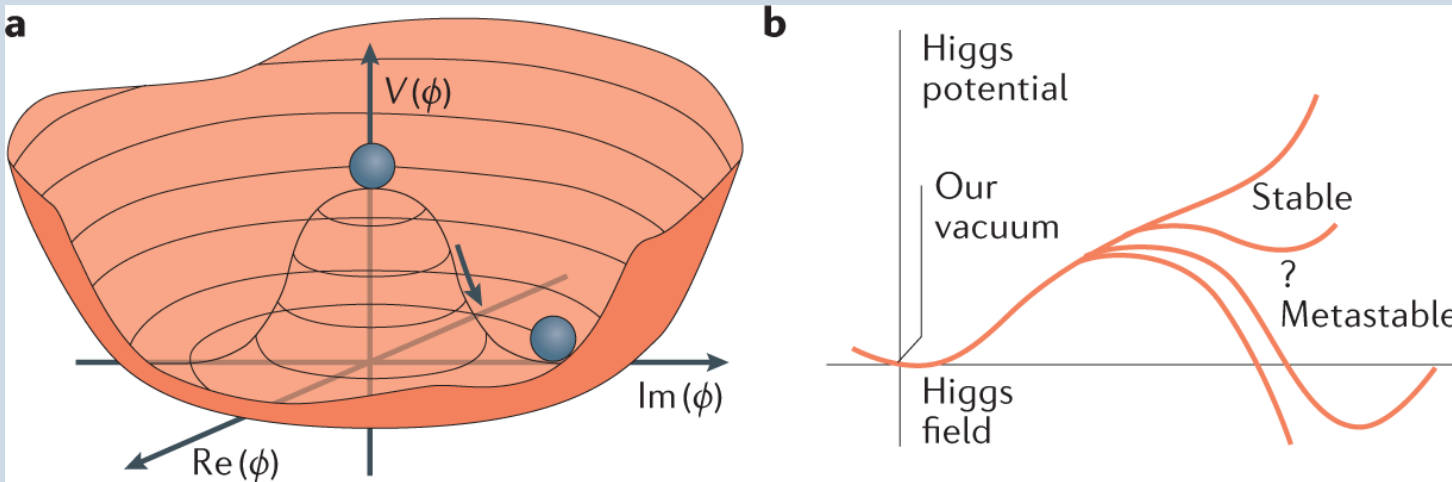 a
V(ϕ)
Im(ϕ)
Re(ϕ)
b
Higgs
potential
Our
vacuum
Stable
?
Metastable
Higgs
field